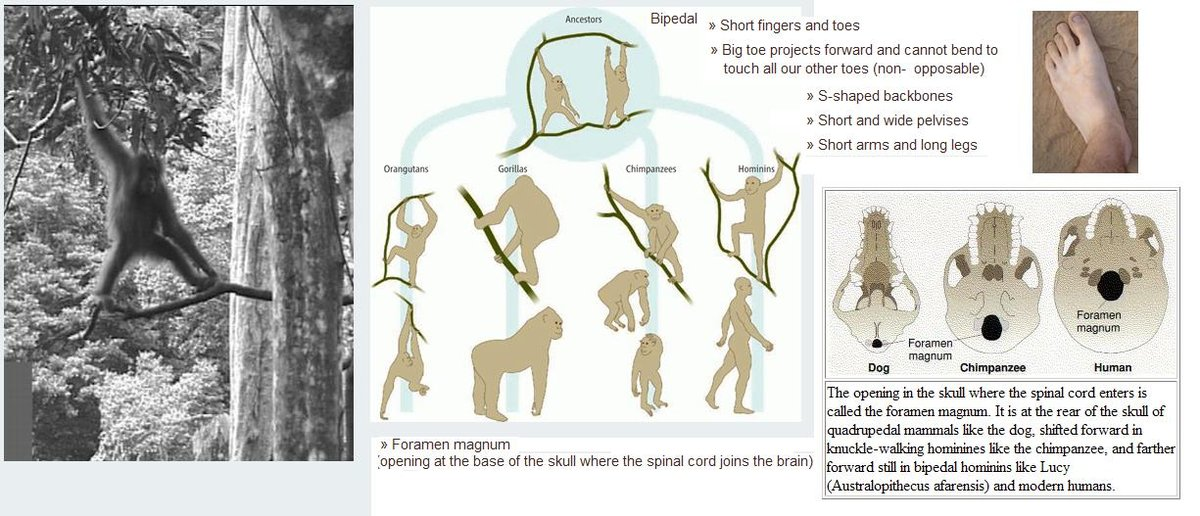 Ancestors
Bipedal
» Short fingers and toes
» Big toe projects forward and cannot bend to
touch all our other toes (non- opposable)
» S-shaped backbones
» Short and wide pelvises
» Short arms and long legs
Orangutans
Gorillas
Chimpanzees
Hominins
» Foramen magnum
(opening at the base of the skull where the spinal cord joins the brain)
Foramen
magnum
Foramen
magnum
Dog
Chimpanzee
Human
The opening in the skull where the spinal cord enters is
called the foramen magnum. It is at the rear of the skull of
quadrupedal mammals like the dog, shifted forward in
knuckle-walking hominines like the chimpanzee, and farther
forward still in bipedal hominins like Lucy
(Australopithecus afarensis) and modern humans.